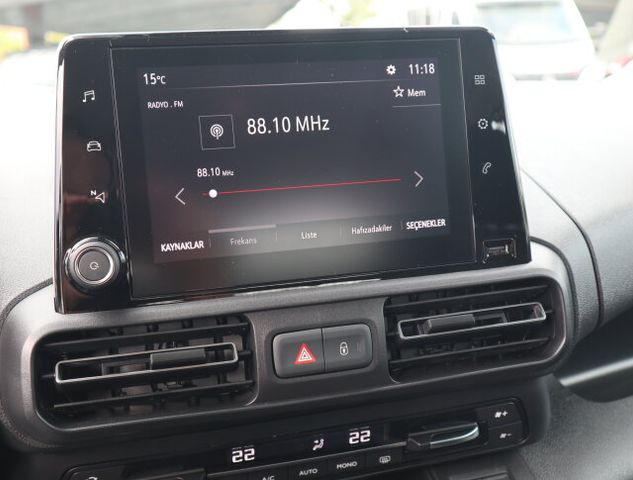 15°C 11:18
Mem
RADYO . FM
88.10 MHz
88.10 MHz
KAYNAKLAR Frekans Liste Hafızadakiler SEÇENEKLER
N
22 22
A/C AUTO MONO